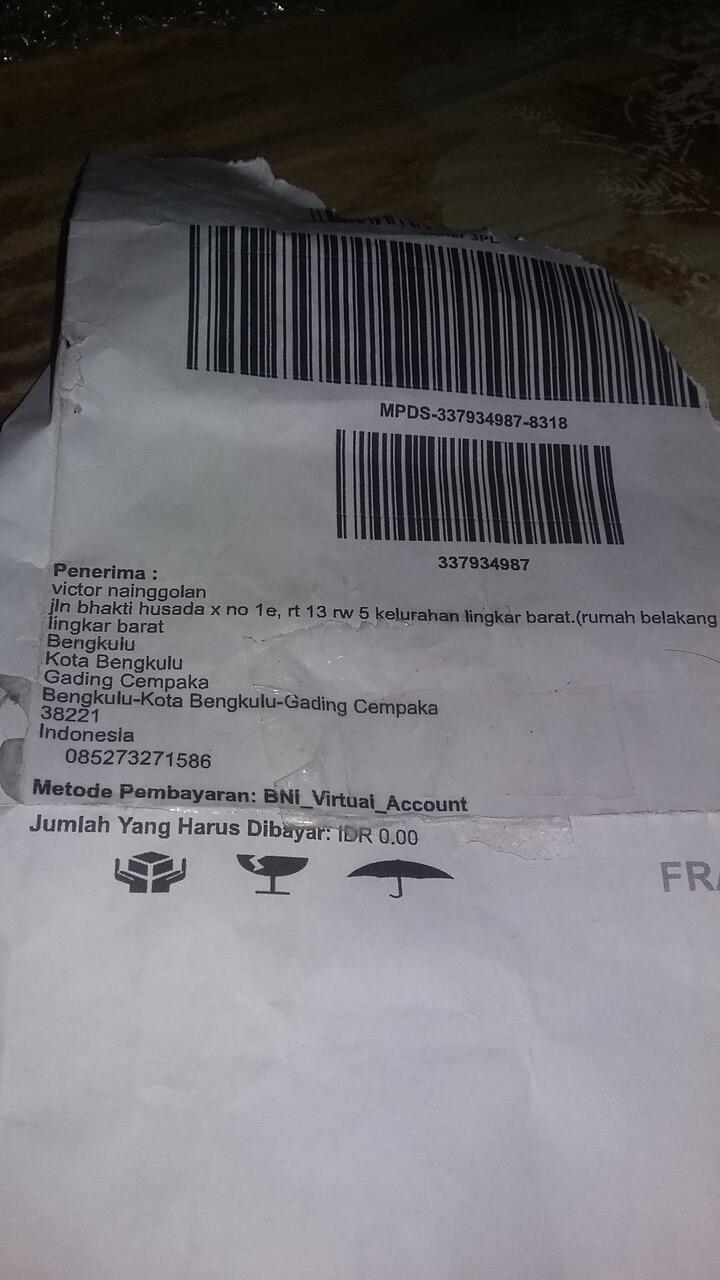 3PL
MPDS-337934987-8318
337934987
Penerima :
victor nainggolan
jln bhakti husada x no 1e, rt 13 rw 5 kelurahan lingkar barat.(rumah belakang
lingkar barat
Bengkulu
Kota Bengkulu
Gading Cempaka
Bengkulu-Kota Bengkulu-Gading Cempaka
38221
Indonesia
085273271586
Metode Pembayaran: BNI_Virtual_Account
Jumlah Yang Harus Dibayar: IDR 0.00